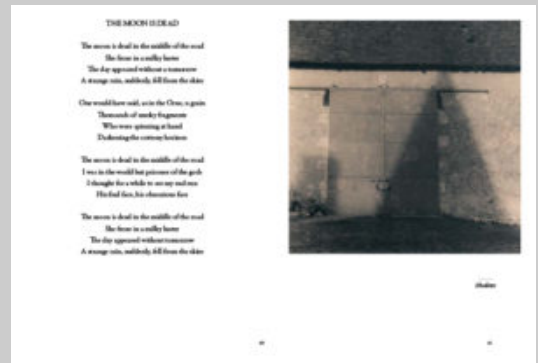 THE MOON IS DEAD
The moon is dead in the middle of the road
She froze in a milky haste
The day appeared without a tomorrow
A strange rain, suddenly, fell from the skies
One would have said, as in the Orne, a grain
Thousands of smoky fragments
Who were spinning at hand
Darkening the cottony horizon
The moon is dead in the middle of the road
I was in the world but prisoner of the gods
I thought for a while to see my end run
His foul face, his obnoxious face
The moon is dead in the middle of the road
She froze in a milky
The day appeared without tomorrow
A strange rain, suddenly, fell from the skies